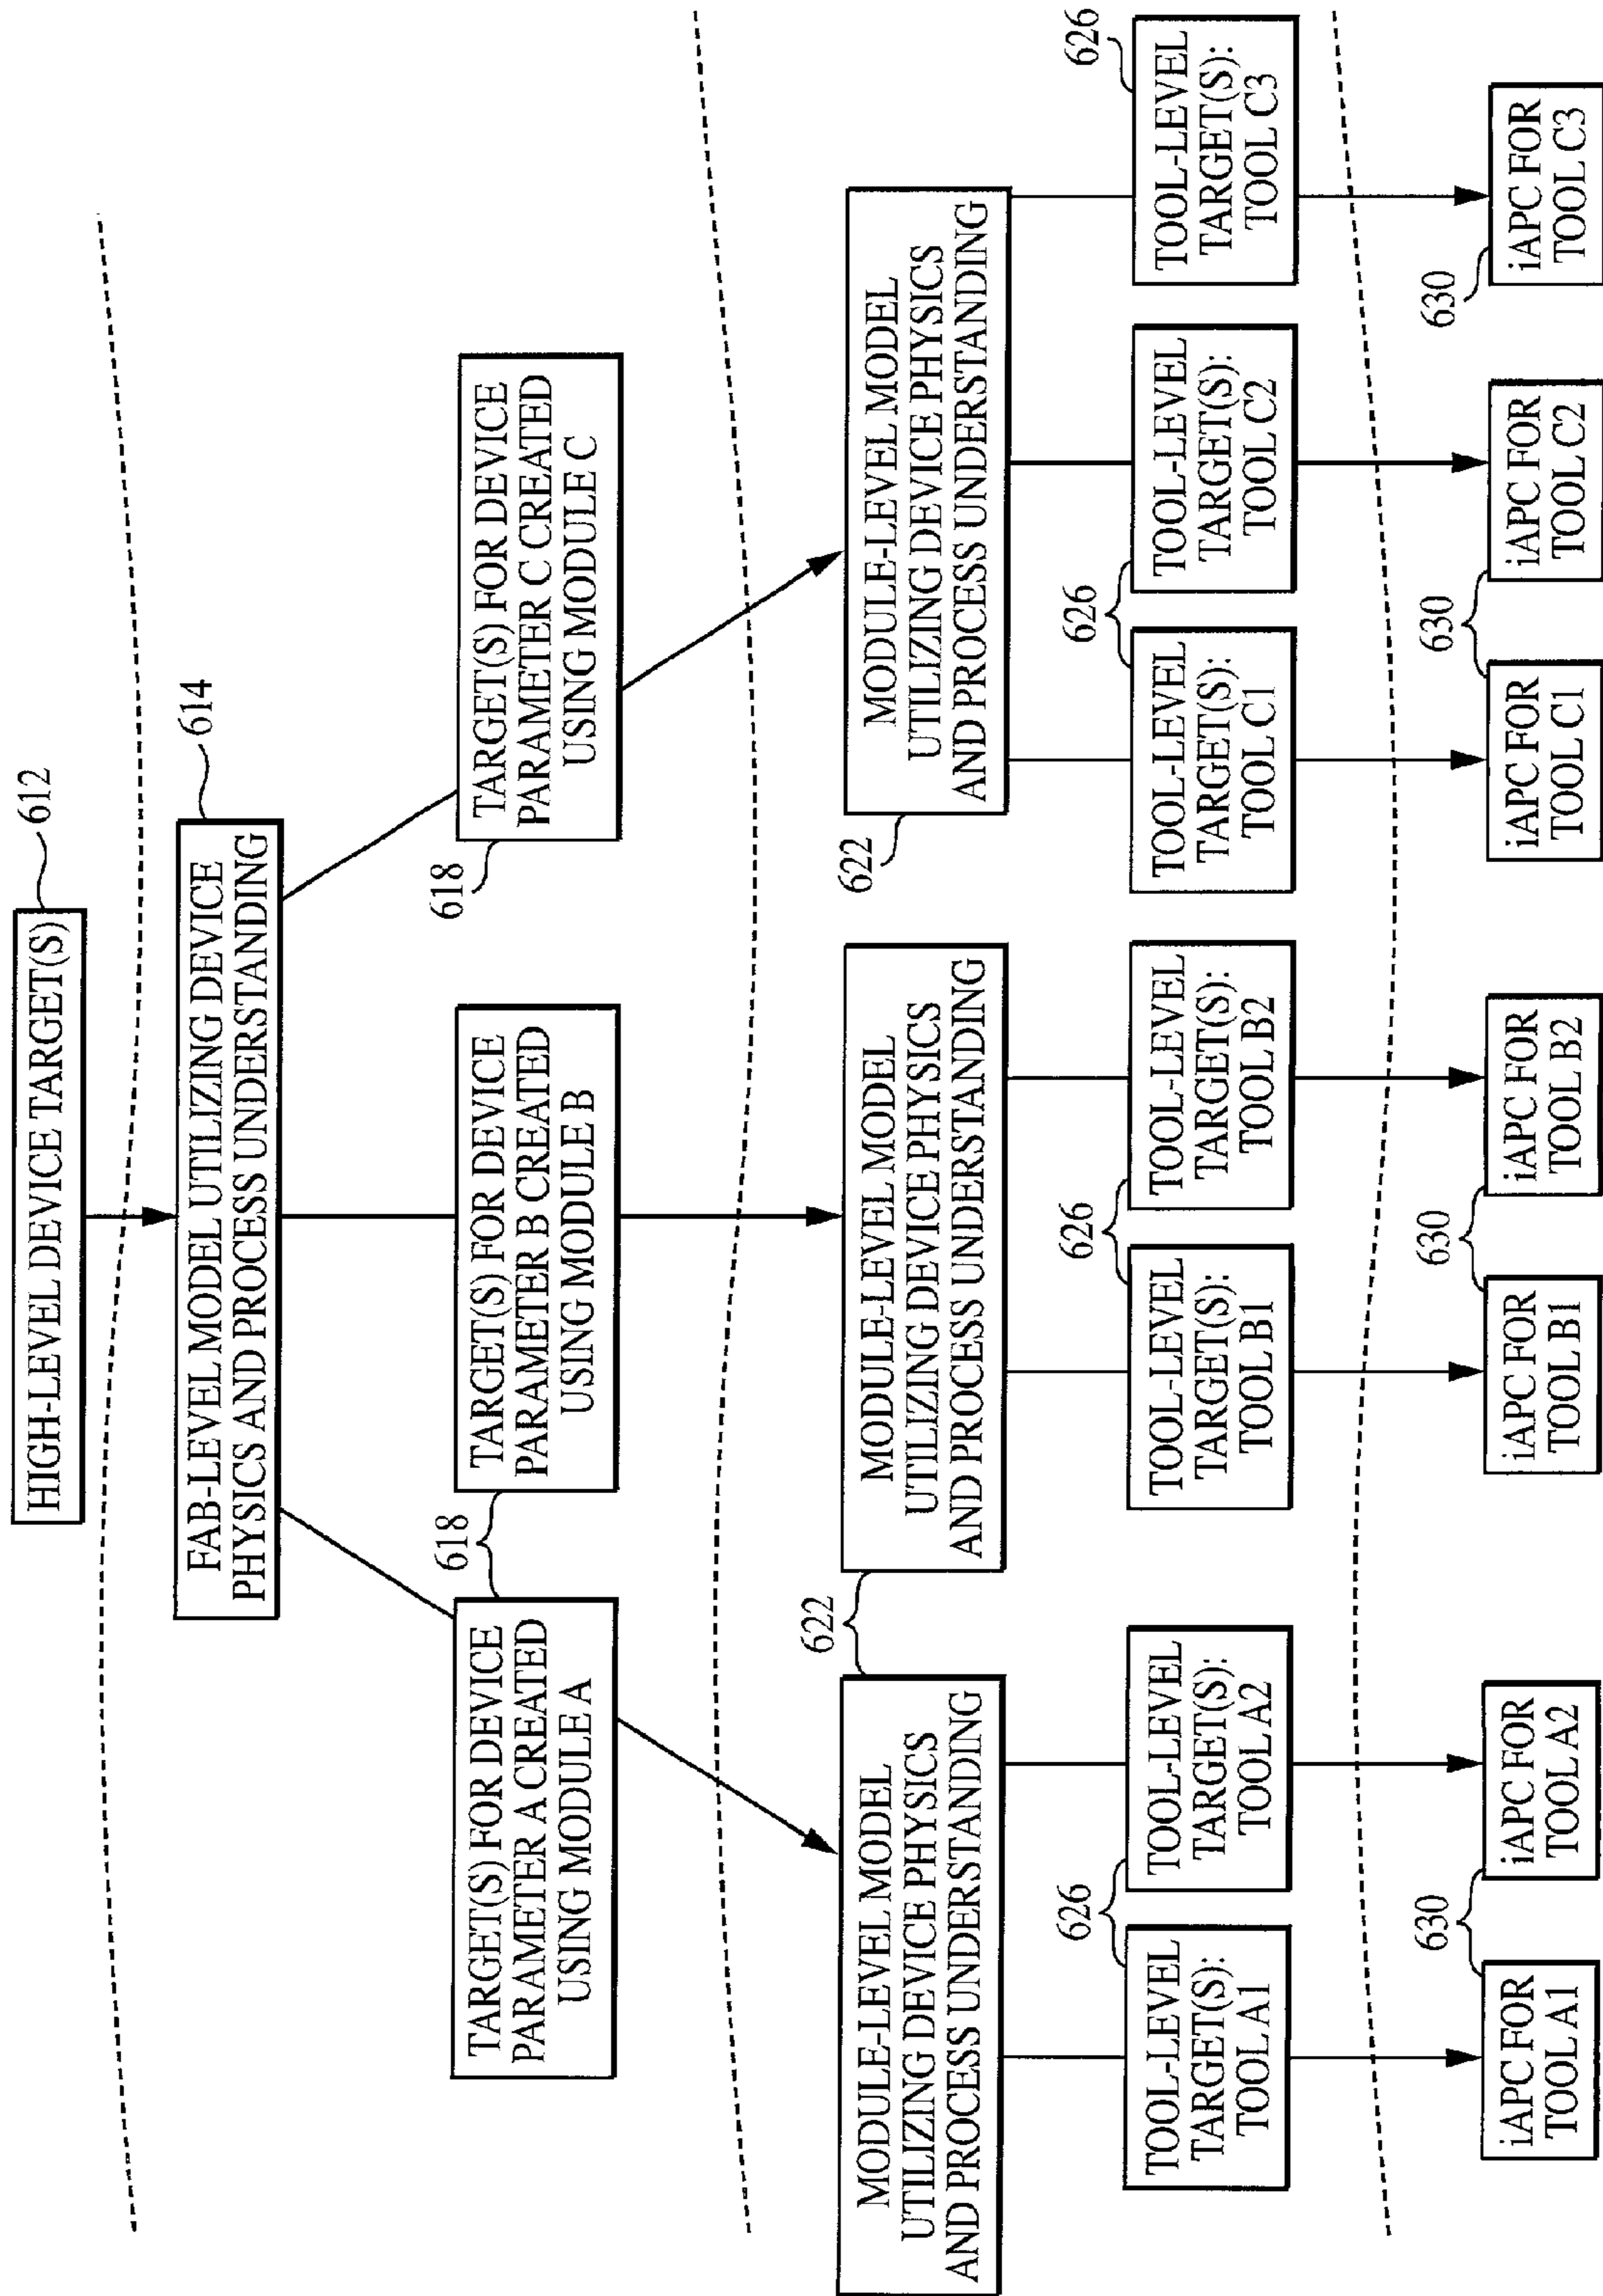 HIGH-LEVEL DEVICE TARGET(S)
612
FAB-LEVEL MODEL UTILIZING DEVICE
PHYSICS AND PROCESS UNDERSTANDING
614
TARGET(S) FOR DEVICE
PARAMETER A CREATED
USING MODULE A
618
TARGET(S) FOR DEVICE
PARAMETER B CREATED
USING MODULE B
618
TARGET(S) FOR DEVICE
PARAMETER C CREATED
USING MODULE C
MODULE-LEVEL MODEL
UTILIZING DEVICE PHYSICS
AND PROCESS UNDERSTANDING
622
MODULE-LEVEL MODEL
UTILIZING DEVICE PHYSICS
AND PROCESS UNDERSTANDING
622
MODULE-LEVEL MODEL
UTILIZING DEVICE PHYSICS
AND PROCESS UNDERSTANDING
TOOL-LEVEL
TARGET(S):
TOOL A1
626
TOOL-LEVEL
TARGET(S):
TOOL A2
TOOL-LEVEL
TARGET(S):
TOOL B1
626
TOOL-LEVEL
TARGET(S):
TOOL B2
TOOL-LEVEL
TARGET(S):
TOOL C1
626
TOOL-LEVEL
TARGET(S):
TOOL C2
TOOL-LEVEL
TARGET(S):
TOOL C3
626
iAPC FOR
TOOL A1
630
iAPC FOR
TOOL A2
iAPC FOR
TOOL B1
630
iAPC FOR
TOOL B2
iAPC FOR
TOOL C1
630
iAPC FOR
TOOL C2
630
iAPC FOR
TOOL C3